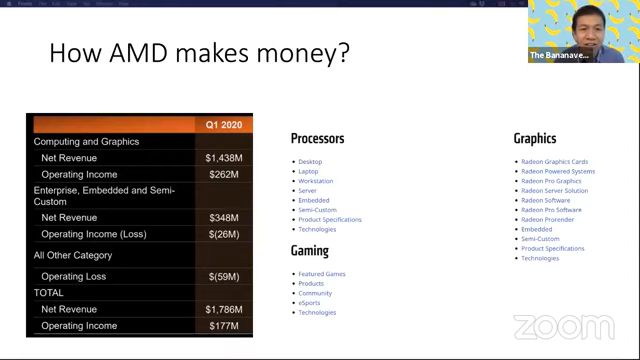 How AMD makes money?
The Bananave...
Q1 2020
Computing and Graphics
Net Revenue $1,438M
Operating Income $262M
Enterprise, Embedded and Semi-
Custom
Net Revenue $348M
Operating Income (Loss) $(26M)
All Other Category
Operating Loss $(59M)
TOTAL
Net Revenue $1,786M
Operating Income $177M
Processors
Desktop
Laptop
Workstation
Server
Embedded
Semi-Custom
Product Specifications
Technologies
Gaming
Featured Games
Products
Community
eSports
Technologies
Graphics
Radeon Graphics Cards
Radeon Powered Systems
Radeon Pro Graphics
Radeon Server Solution
Radeon Software
Radeon Pro Software
Radeon Prorender
Embedded
Semi-Custom
Product Specifications
Technologies
zoom